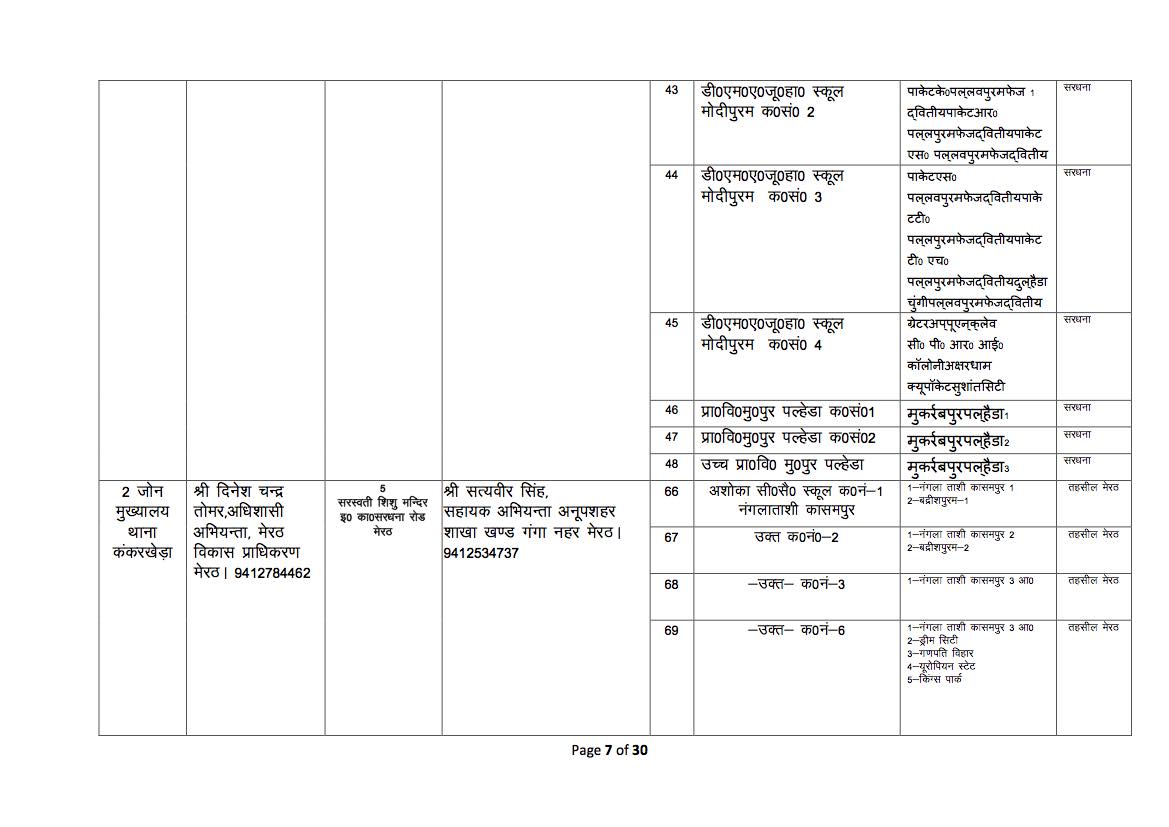 43
डी0एम0ए0जू0हा0 स्कूल
मोदीपुरम क0सं0 2
पाकेटके0पल्लवपुरमफेज 1
द्वितीयपाकेटआर0
पल्लपुरमफेजद्वितीयपाकेट
एस0 पल्लवपुरमफेजद्वितीय
सरधना
44
डी0एम0ए0जू0हा0 स्कूल
मोदीपुरम क0सं0 3
पाकेटएस0
पल्लवपुरमफेजद्वितीयपाके
टटी0
पल्लपुरमफेजद्वितीयपाकेट
टी0 एच0
पल्लपुरमफेजद्वितीयदुल्हैडा
चुंगीपल्लवपुरमफेजद्वितीय
सरधना
45
डी0एम0ए0जू0हा0 स्कूल
मोदीपुरम क0सं0 4
ग्रेटरअप्पूएन्क्लेव
सी0 पी0 आर0 आई0
कॉलोनीअक्षरधाम
क्यूपॉकेटसुशांतसिटी
सरधना
46
प्रा0वि0मु0पुर पल्हेडा क0सं01
मुकर्रबपुरपल्हैडा1
सरधना
47
प्रा0वि0मु0पुर पल्हेडा क0सं02
मुकर्रबपुरपल्हैडा2
सरधना
48
उच्च प्रा0वि0 मु0पुर पल्हेडा
मुकर्रबपुरपल्हैडा3
सरधना
2 जोन
मुख्यालय
थाना
कंकरखेड़ा
श्री दिनेश चन्द्र
तोमर,अधिशासी
अभियन्ता, मेरठ
विकास प्राधिकरण
मेरठ। 9412784462
5
सरस्वती शिशु मन्दिर
इ0 का0सरधना रोड
मेरठ
श्री सत्यवीर सिंह,
सहायक अभियन्ता अनूपशहर
शाखा खण्ड गंगा नहर मेरठ।
9412534737
66
अशोका सी0सै0 स्कूल क0नं–1
नंगलाताशी कासमपुर
1–नंगला ताशी कासमपुर 1
2–बद्रीशपुरम–1
तहसील मेरठ
67
उक्त क0नं0–2
1–नंगला ताशी कासमपुर 2
2–बद्रीशपुरम–2
तहसील मेरठ
68
–उक्त– क0नं–3
1–नंगला ताशी कासमपुर 3 आ0
तहसील मेरठ
69
–उक्त– क0नं–6
1–नंगला ताशी कासमपुर 3 आ0
2–ड्रीम सिटी
3–गणपति विहार
4–यूरोपियन स्टेट
5–किंग्स पार्क
तहसील मेरठ
Page 7 of 30